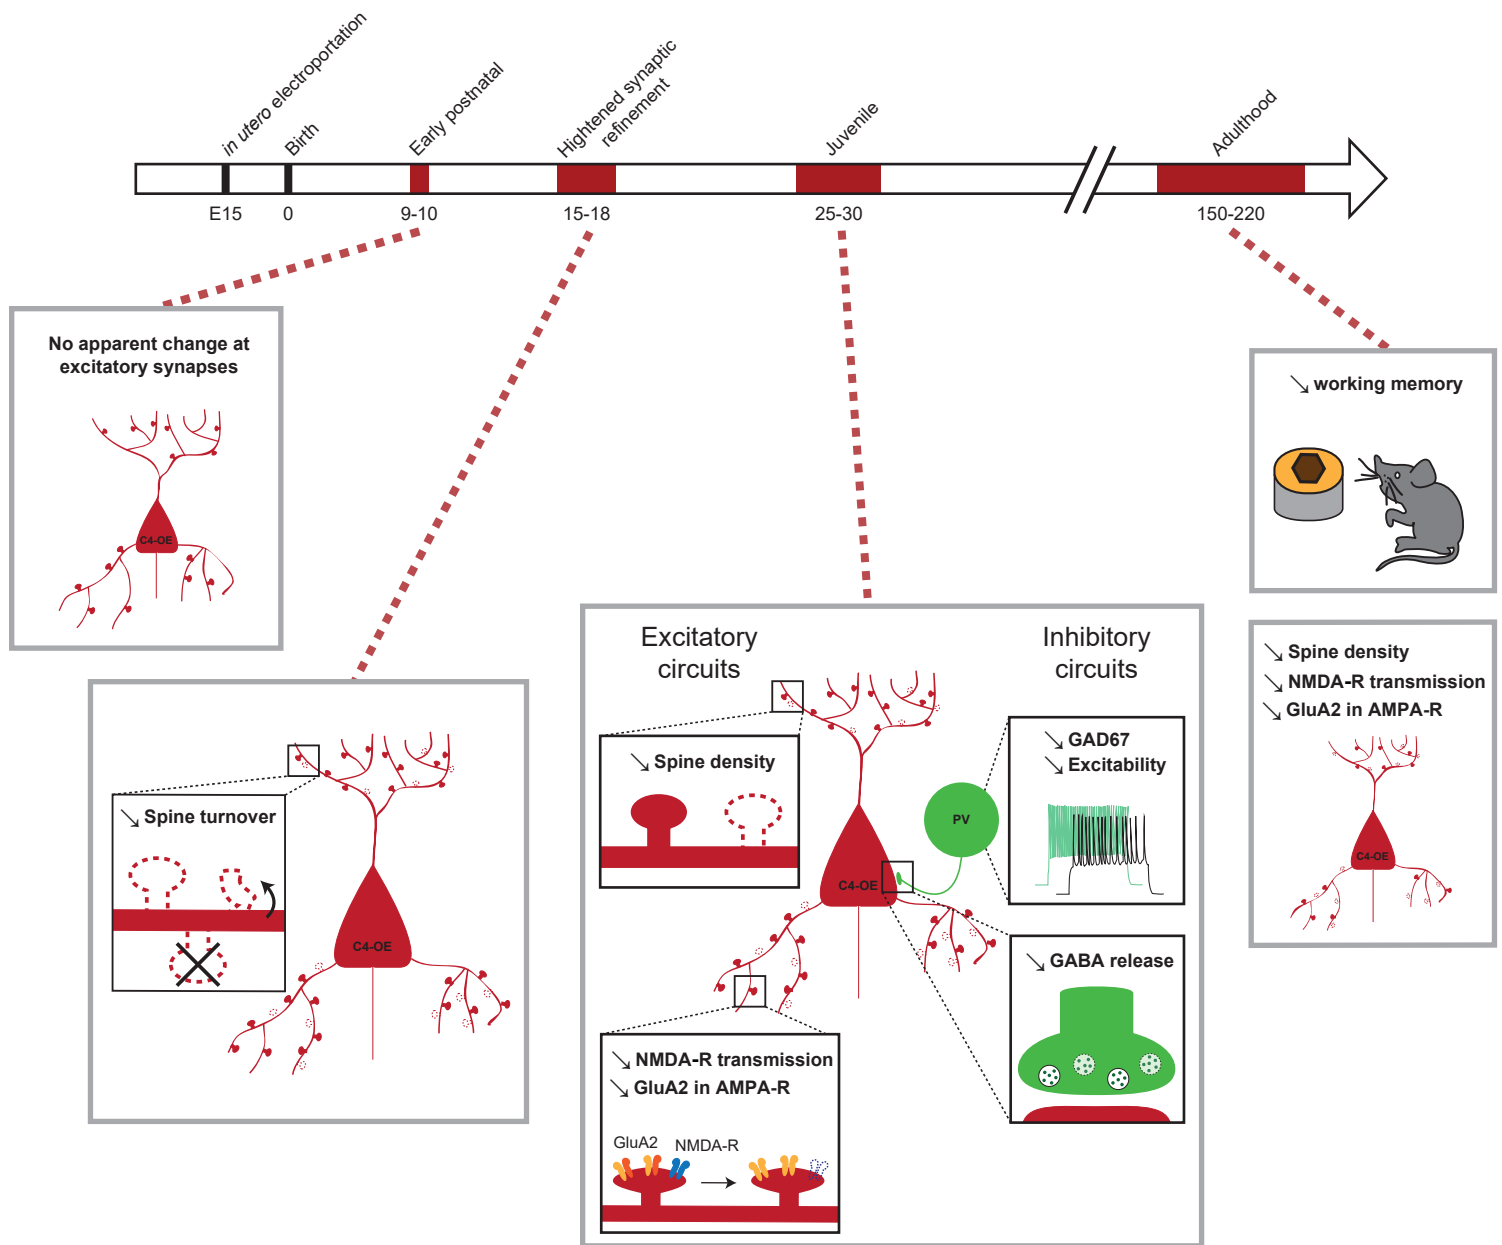 in utero electroportation
Birth
Early postnatal
Hightened synaptic
refinement
Juvenile
Adulthood
E15
0
9-10
15-18
25-30
150-220
No apparent change at
excitatory synapses
C4-OE
↘ Spine turnover
C4-OE
Excitatory
circuits
Inhibitory
circuits
↘ Spine density
↘ GAD67
↘ Excitability
PV
C4-OE
↘ GABA release
↘ NMDA-R transmission
↘ GluA2 in AMPA-R
GluA2
NMDA-R
↘ working memory
↘ Spine density
↘ NMDA-R transmission
↘ GluA2 in AMPA-R
C4-OE